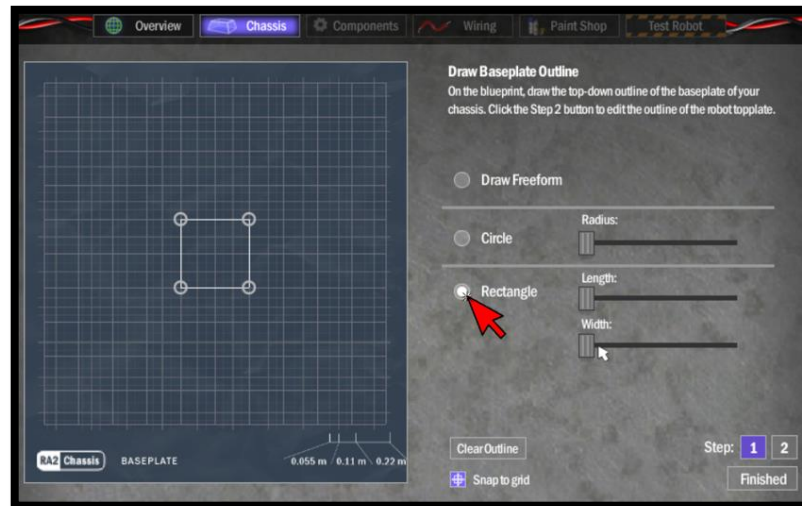 Overview
Chassis
Components
Wiring
Paint Shop
Test Robot
Draw Baseplate Outline
On the blueprint, draw the top-down outline of the baseplate of your
chassis. Click the Step 2 button to edit the outline of the robot topplate.
Draw Freeform
Radius:
Circle
Length:
Rectangle
Width:
RA2 Chassis BASEPLATE
0.055 m 0.11 m 0.22 m
Clear Outline
Step: 1 2
Snap to grid
Finished